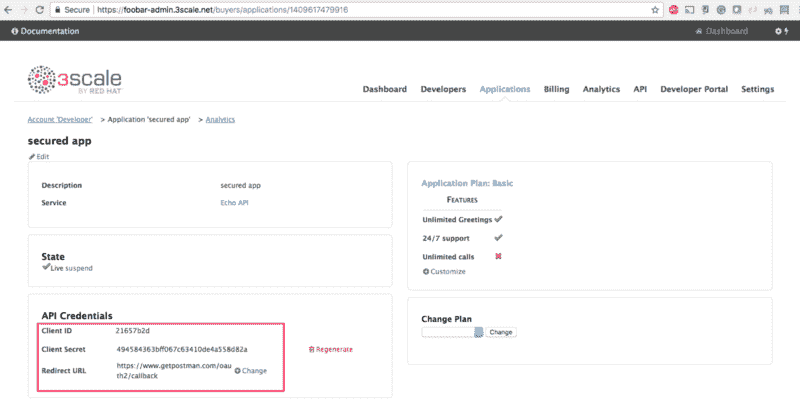 Secure https://foobar-admin.3scale.net/buyers/applications/1409617479916
Documentation
Dashboard
3scale
BY RED HAT
Dashboard Developers Applications Billing Analytics API Developer Portal Settings
Account 'Developer' > Application 'secured app' > Analytics
secured app
Edit
Description secured app
Service Echo API
State
Live suspend
API Credentials
Client ID 21657b2d
Client Secret 494584363bff067c63410de4a558d82a
Regenerate
Redirect URL https://www.getpostman.com/oau
th2/callback
Change
Application Plan: Basic
FEATURES
Unlimited Greetings
24/7 support
Unlimited calls
Customize
Change Plan
Change